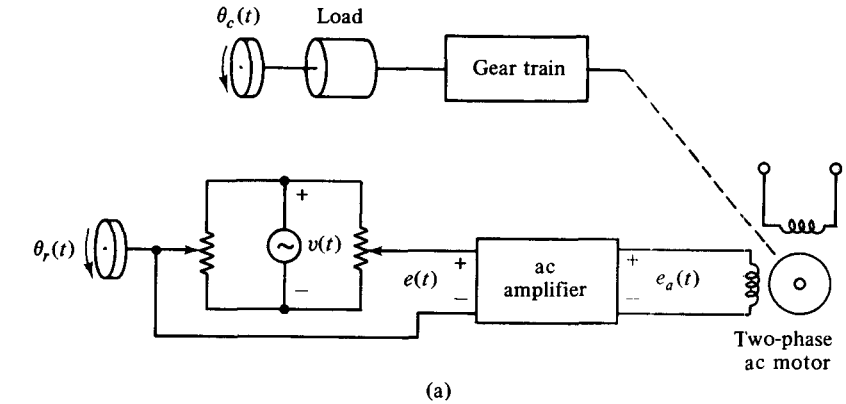 θc(t)
Load
Gear train
θr(t)
+
υ(t)
−
e(t)
+
−
ac
amplifier
+
ea(t)
−
Two-phase
ac motor
(a)